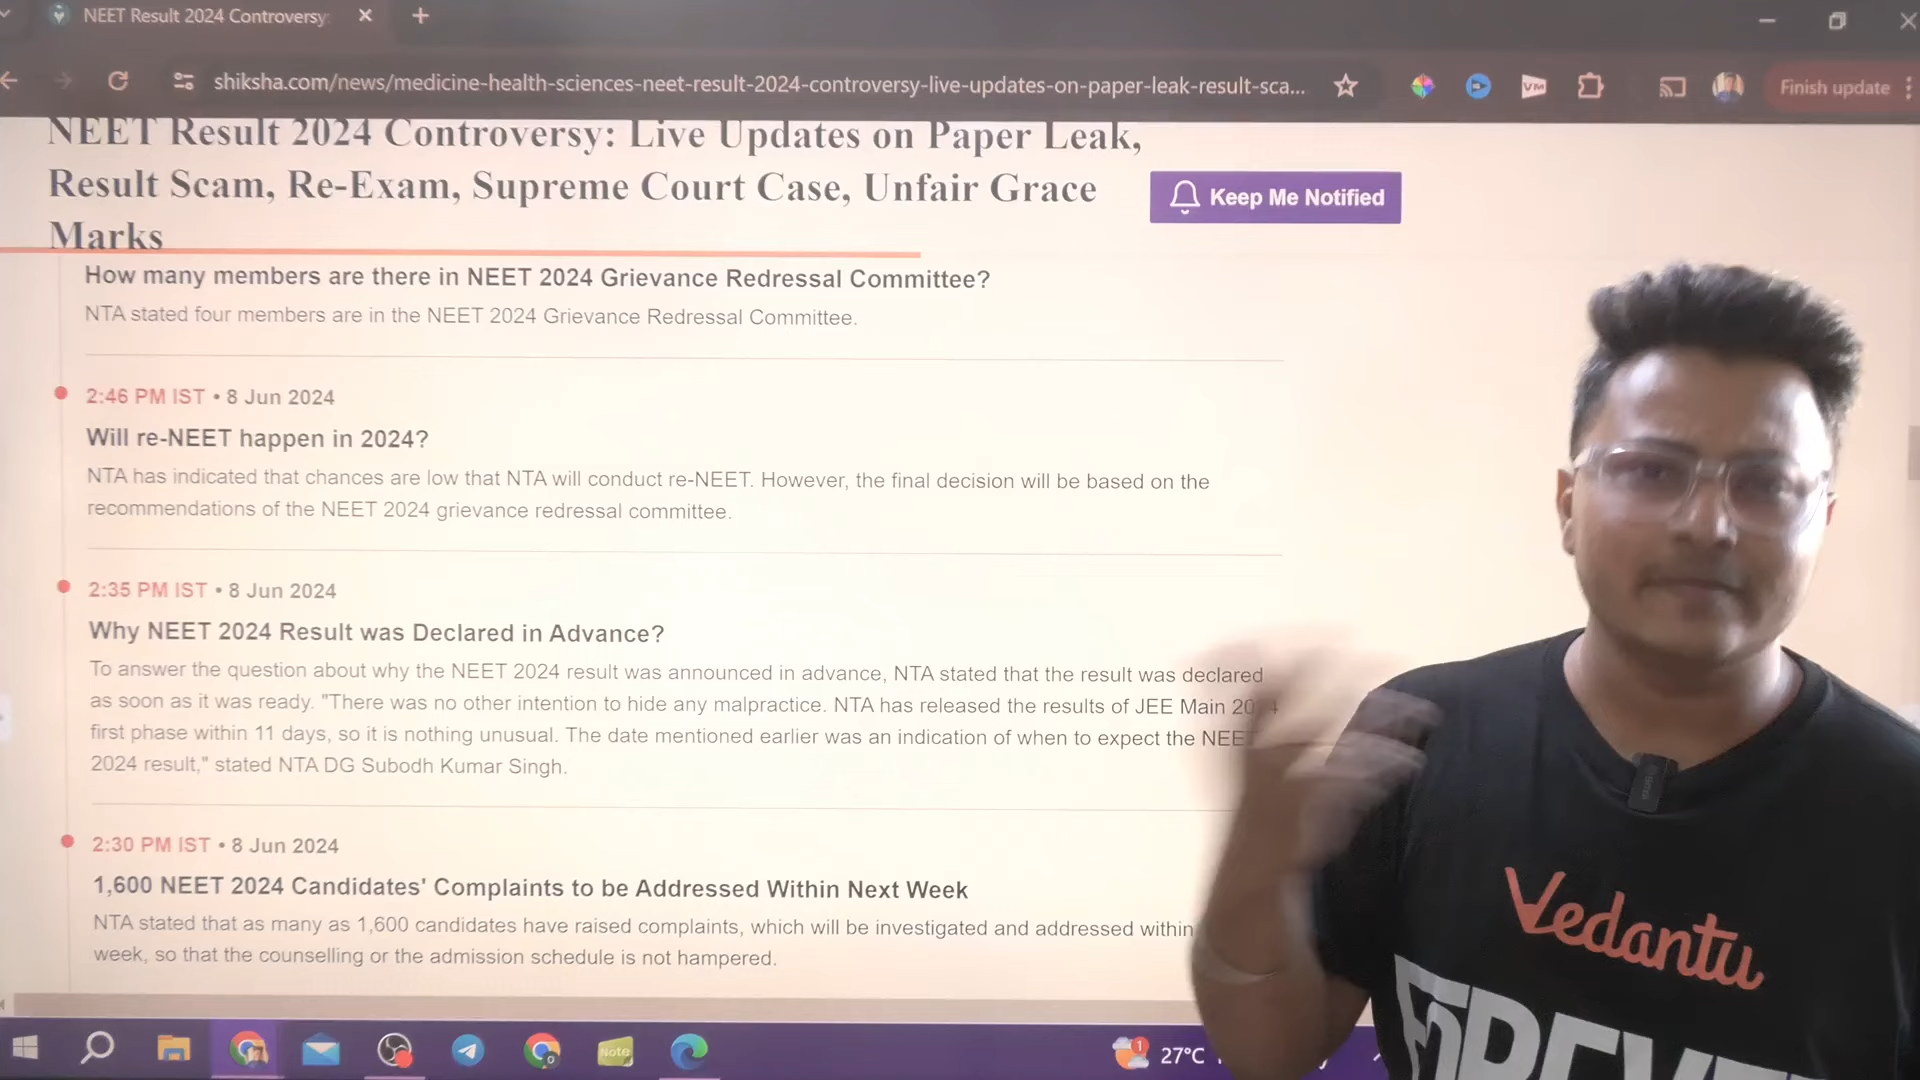 NEET Result 2024 Controversy:
shiksha.com/news/medicine-health-sciences-neet-result-2024-controversy-live-updates-on-paper-leak-result-sca...
VM
Finish update
NEET Result 2024 Controversy: Live Updates on Paper Leak,
Result Scam, Re-Exam, Supreme Court Case, Unfair Grace
Marks
Keep Me Notified
How many members are there in NEET 2024 Grievance Redressal Committee?
NTA stated four members are in the NEET 2024 Grievance Redressal Committee.
2:46 PM IST • 8 Jun 2024
Will re-NEET happen in 2024?
NTA has indicated that chances are low that NTA will conduct re-NEET. However, the final decision will be based on the
recommendations of the NEET 2024 grievance redressal committee.
2:35 PM IST • 8 Jun 2024
Why NEET 2024 Result was Declared in Advance?
To answer the question about why the NEET 2024 result was announced in advance, NTA stated that the result was declared
as soon as it was ready. "There was no other intention to hide any malpractice. NTA has released the results of JEE Main 2024
first phase within 11 days, so it is nothing unusual. The date mentioned earlier was an indication of when to expect the NEET
2024 result," stated NTA DG Subodh Kumar Singh.
2:30 PM IST • 8 Jun 2024
1,600 NEET 2024 Candidates' Complaints to be Addressed Within Next Week
NTA stated that as many as 1,600 candidates have raised complaints, which will be investigated and addressed within
week, so that the counselling or the admission schedule is not hampered.
Note
1
27°C
Vedantu
FOREVER